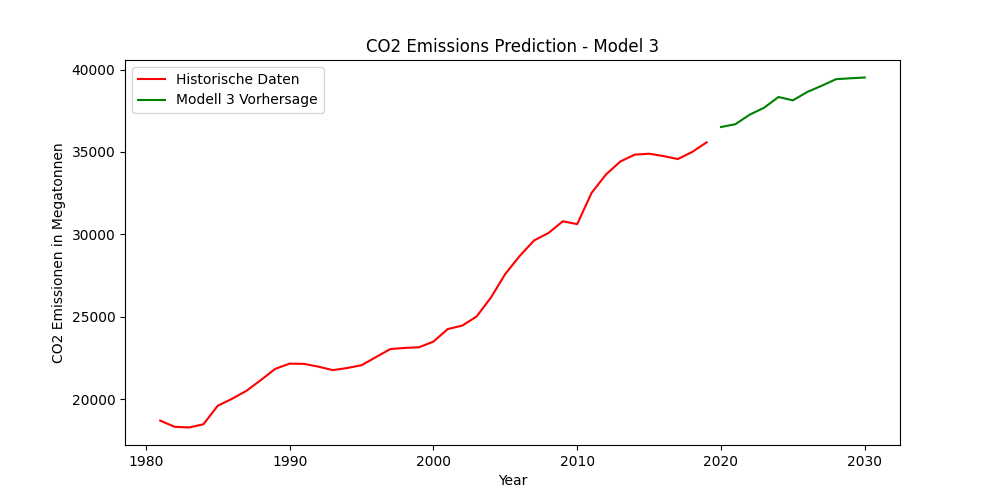 CO2 Emissions Prediction - Model 3
Historische Daten
Modell 3 Vorhersage
CO2 Emissionen in Megatonnen
40000
35000
30000
25000
20000
1980
1990
2000
2010
2020
2030
Year